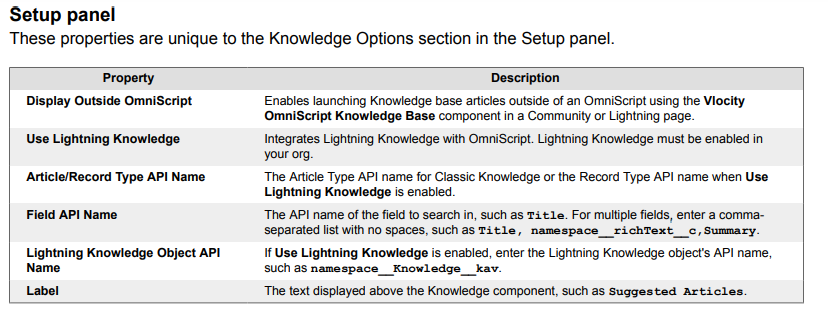 Setup panel
These properties are unique to the Knowledge Options section in the Setup panel.
Property Description
Display Outside OmniScript Enables launching Knowledge base articles outside of an OmniScript using the Vlocity
OmniScript Knowledge Base component in a Community or Lightning page.
Use Lightning Knowledge Integrates Lightning Knowledge with OmniScript. Lightning Knowledge must be enabled in
your org.
Article/Record Type API Name The Article Type API name for Classic Knowledge or the Record Type API name when Use
Lightning Knowledge is enabled.
Field API Name The API name of the field to search in, such as Title. For multiple fields, enter a comma-
separated list with no spaces, such as Title, namespace__richText__c,Summary.
Lightning Knowledge Object API If Use Lightning Knowledge is enabled, enter the Lightning Knowledge object's API name,
Name such as namespace__Knowledge__kav.
Label The text displayed above the Knowledge component, such as Suggested Articles.